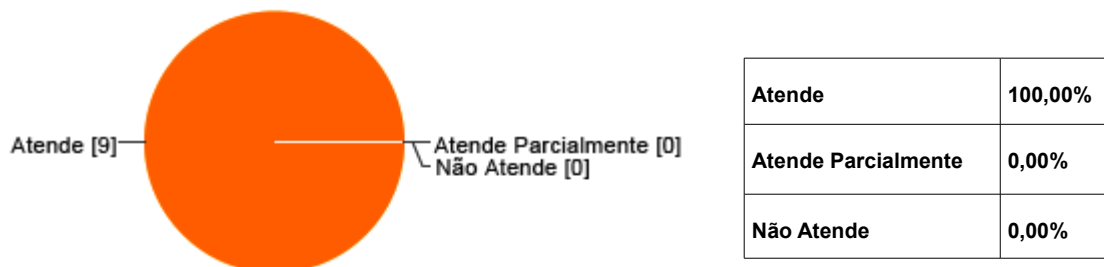 Atende [9]
Atende Parcialmente [0]
Não Atende [0]
Atende 100,00%
Atende Parcialmente 0,00%
Não Atende 0,00%